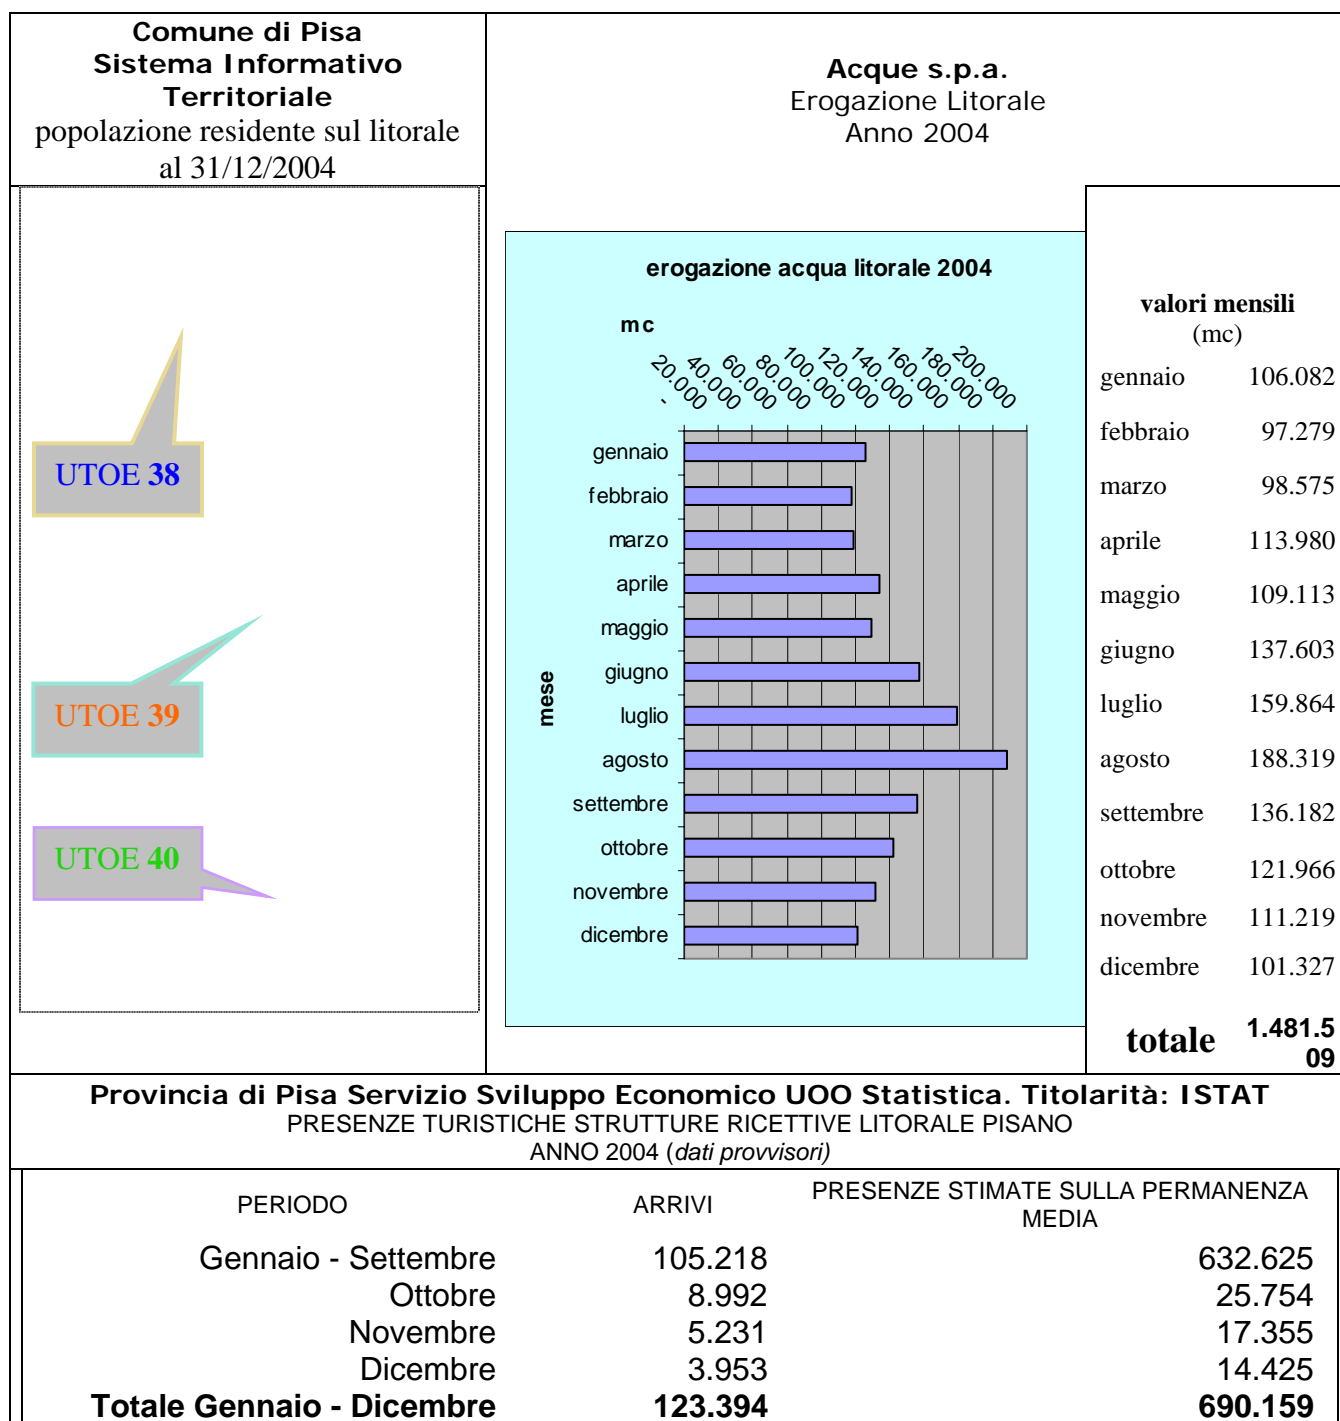 Comune di Pisa
Sistema Informativo
Territoriale
popolazione residente sul litorale
al 31/12/2004
Acque s.p.a.
Erogazione Litorale
Anno 2004
UTOE 38
UTOE 39
UTOE 40
erogazione acqua litorale 2004
mc
-
20.000
40.000
60.000
80.000
100.000
120.000
140.000
160.000
180.000
200.000
mese
gennaio
febbraio
marzo
aprile
maggio
giugno
luglio
agosto
settembre
ottobre
novembre
dicembre
valori mensili
(mc)
gennaio 106.082
febbraio 97.279
marzo 98.575
aprile 113.980
maggio 109.113
giugno 137.603
luglio 159.864
agosto 188.319
settembre 136.182
ottobre 121.966
novembre 111.219
dicembre 101.327
totale 1.481.5
09
Provincia di Pisa Servizio Sviluppo Economico UOO Statistica. Titolarità: ISTAT
PRESENZE TURISTICHE STRUTTURE RICETTIVE LITORALE PISANO
ANNO 2004 (dati provvisori)
PERIODO ARRIVI PRESENZE STIMATE SULLA PERMANENZA
MEDIA
Gennaio - Settembre 105.218 632.625
Ottobre 8.992 25.754
Novembre 5.231 17.355
Dicembre 3.953 14.425
Totale Gennaio - Dicembre 123.394 690.159